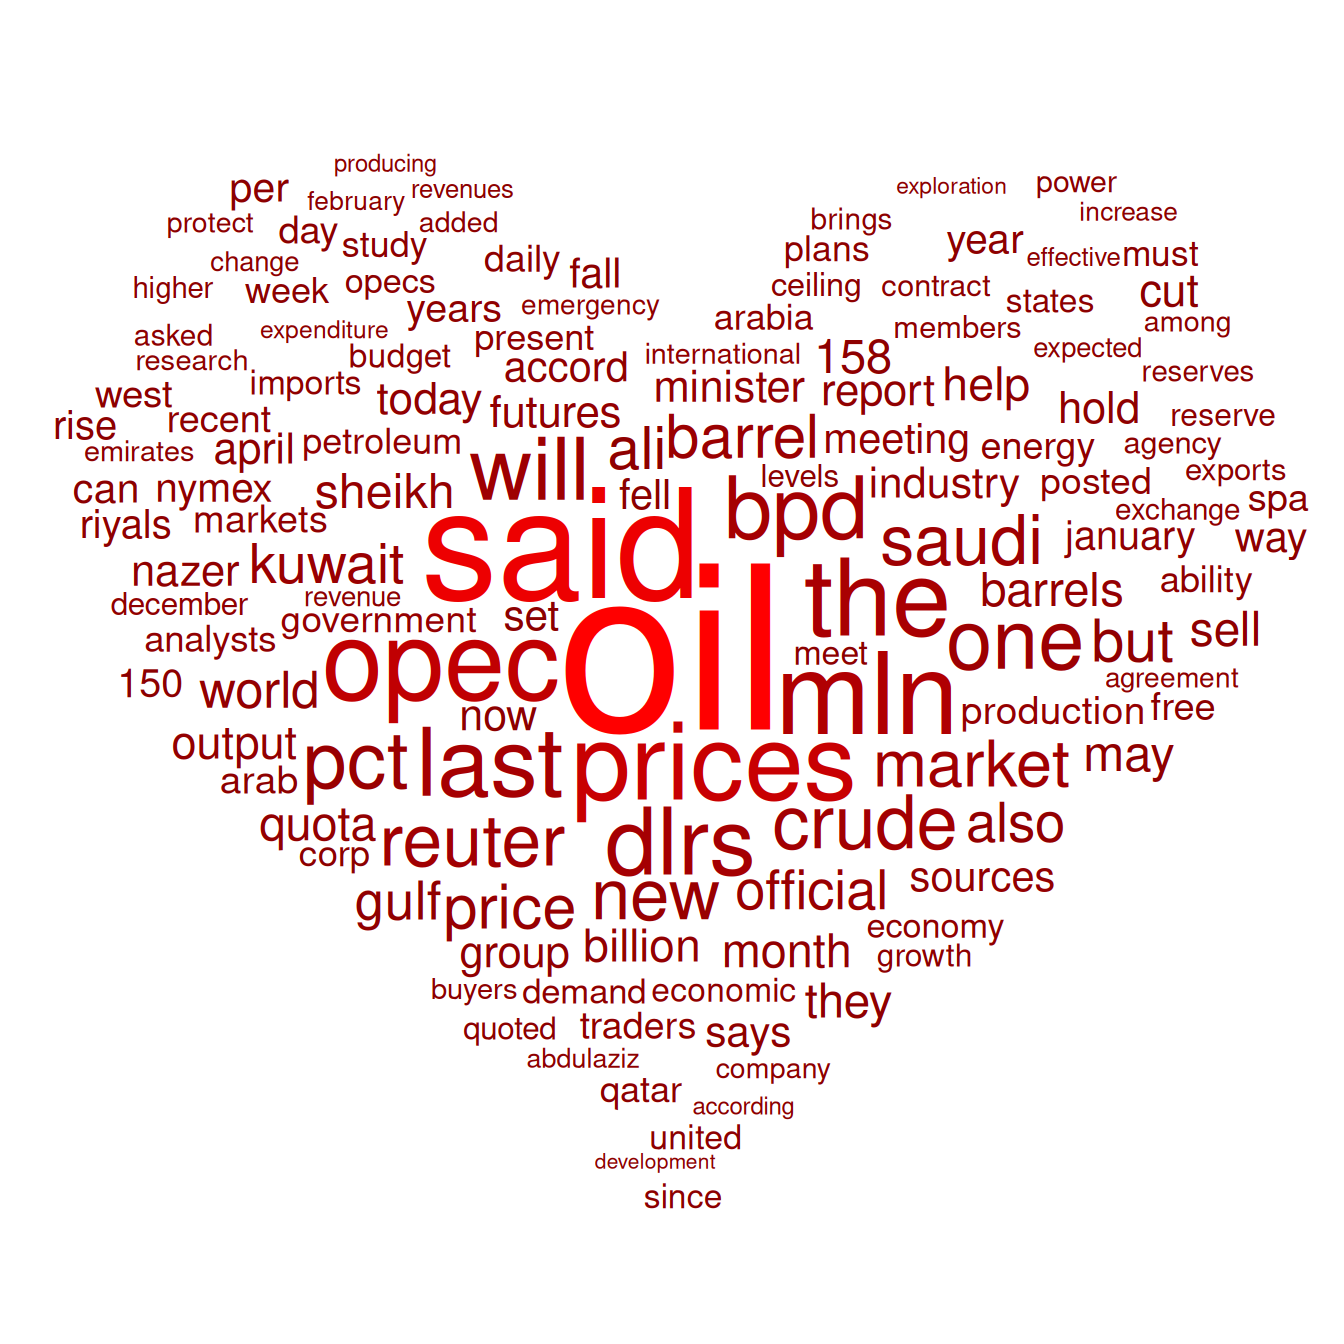 producing
per february revenues exploration power
protect day study added brings increase
change opecs daily fall plans year effective must
higher week years emergency ceiling contract states cut
asked expenditure present arabia members among
research budget accord international 158 expected reserves
west imports today futures minister report help hold reserve
rise recent april petroleum will ali barrel meeting energy agency
emirates can nymex sheikh fell levels industry posted exports
riyals markets said bpd saudi january exchange spa way
nazer kuwait oil the barrels ability
december revenue government set one but sell
analysts opec meet agreement
150 world now mln production free
output pct last prices market may
arab quota reuter dlrs crude also
corp gulf price new official sources
group billion month economy growth
buyers demand economic they
quoted traders says
abdulaziz company
qatar according
united
development
since